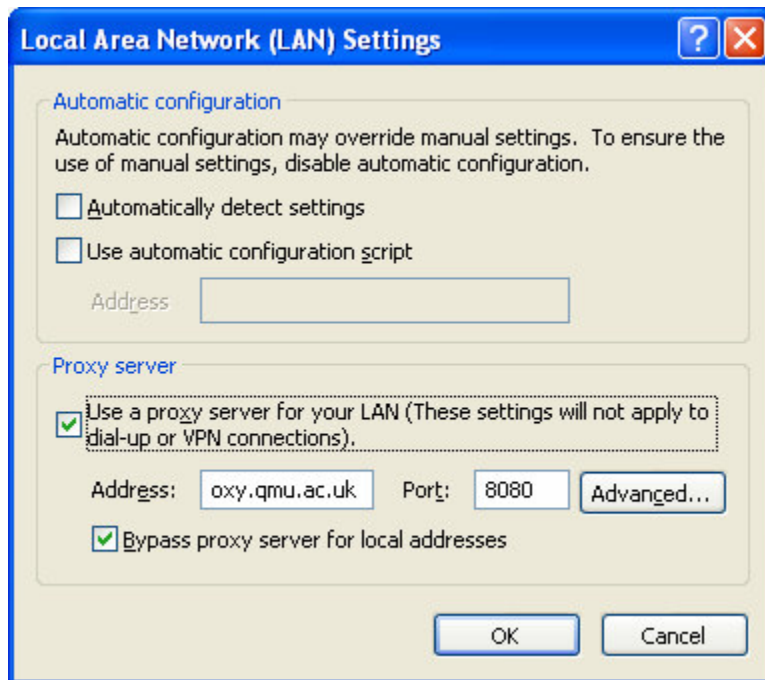 Local Area Network (LAN) Settings
Automatic configuration
Automatic configuration may override manual settings. To ensure the
use of manual settings, disable automatic configuration.
Automatically detect settings
Use automatic configuration script
Address
Proxy server
Use a proxy server for your LAN (These settings will not apply to
dial-up or VPN connections).
Address: oxy.qmu.ac.uk Port: 8080 Advanced...
Bypass proxy server for local addresses
OK Cancel